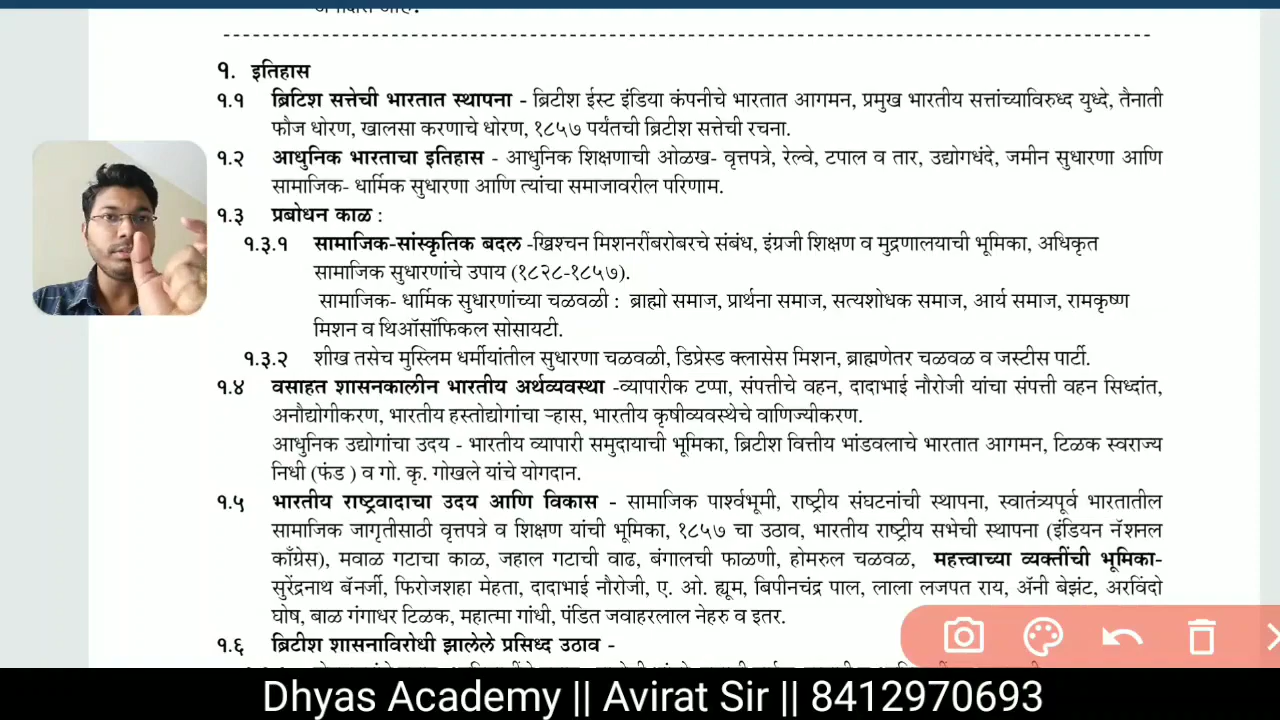 १. इतिहास
१.१ ब्रिटिश सत्तेची भारतात स्थापना - ब्रिटीश ईस्ट इंडिया कंपनीचे भारतात आगमन, प्रमुख भारतीय सत्तांच्याविरुध्द युध्दे, तैनाती
फौज धोरण, खालसा करणाचे धोरण, १८५७ पर्यंतची ब्रिटीश सत्तेची रचना.
१.२ आधुनिक भारताचा इतिहास - आधुनिक शिक्षणाची ओळख- वृत्तपत्रे, रेल्वे, टपाल व तार, उद्योगधंदे, जमीन सुधारणा आणि
सामाजिक- धार्मिक सुधारणा आणि त्यांचा समाजावरील परिणाम.
१.३ प्रबोधन काळ :
१.३.१ सामाजिक-सांस्कृतिक बदल -ख्रिश्चन मिशनरींबरोबरचे संबंध, इंग्रजी शिक्षण व मुद्रणालयाची भूमिका, अधिकृत
सामाजिक सुधारणांचे उपाय (१८२८-१८५७).
सामाजिक- धार्मिक सुधारणांच्या चळवळी : ब्राह्मो समाज, प्रार्थना समाज, सत्यशोधक समाज, आर्य समाज, रामकृष्ण
मिशन व थिऑसॉफिकल सोसायटी.
१.३.२ शीख तसेच मुस्लिम धर्मीयांतील सुधारणा चळवळी, डिप्रेस्ड क्लासेस मिशन, ब्राह्मणेतर चळवळ व जस्टीस पार्टी.
१.४ वसाहत शासनकालीन भारतीय अर्थव्यवस्था -व्यापारीक टप्पा, संपत्तीचे वहन, दादाभाई नौरोजी यांचा संपत्ती वहन सिध्दांत,
अनौद्योगीकरण, भारतीय हस्तोद्योगांचा ऱ्हास, भारतीय कृषीव्यवस्थेचे वाणिज्यीकरण.
आधुनिक उद्योगांचा उदय - भारतीय व्यापारी समुदायाची भूमिका, ब्रिटीश वित्तीय भांडवलाचे भारतात आगमन, टिळक स्वराज्य
निधी (फंड ) व गो. कृ. गोखले यांचे योगदान.
१.५ भारतीय राष्ट्रवादाचा उदय आणि विकास - सामाजिक पार्श्वभूमी, राष्ट्रीय संघटनांची स्थापना, स्वातंत्र्यपूर्व भारतातील
सामाजिक जागृतीसाठी वृत्तपत्रे व शिक्षण यांची भूमिका, १८५७ चा उठाव, भारतीय राष्ट्रीय सभेची स्थापना (इंडियन नॅशनल
काँग्रेस), मवाळ गटाचा काळ, जहाल गटाची वाढ, बंगालची फाळणी, होमरुल चळवळ, महत्त्वाच्या व्यक्तींची भूमिका-
सुरेंद्रनाथ बॅनर्जी, फिरोजशहा मेहता, दादाभाई नौरोजी, ए. ओ. ह्यूम, बिपीनचंद्र पाल, लाला लजपत राय, ॲनी बेझंट, अरविंदो
घोष, बाळ गंगाधर टिळक, महात्मा गांधी, पंडित जवाहरलाल नेहरु व इतर.
१.६ ब्रिटीश शासनाविरोधी झालेले प्रसिध्द उठाव -
Dhyas Academy || Avirat Sir || 8412970693